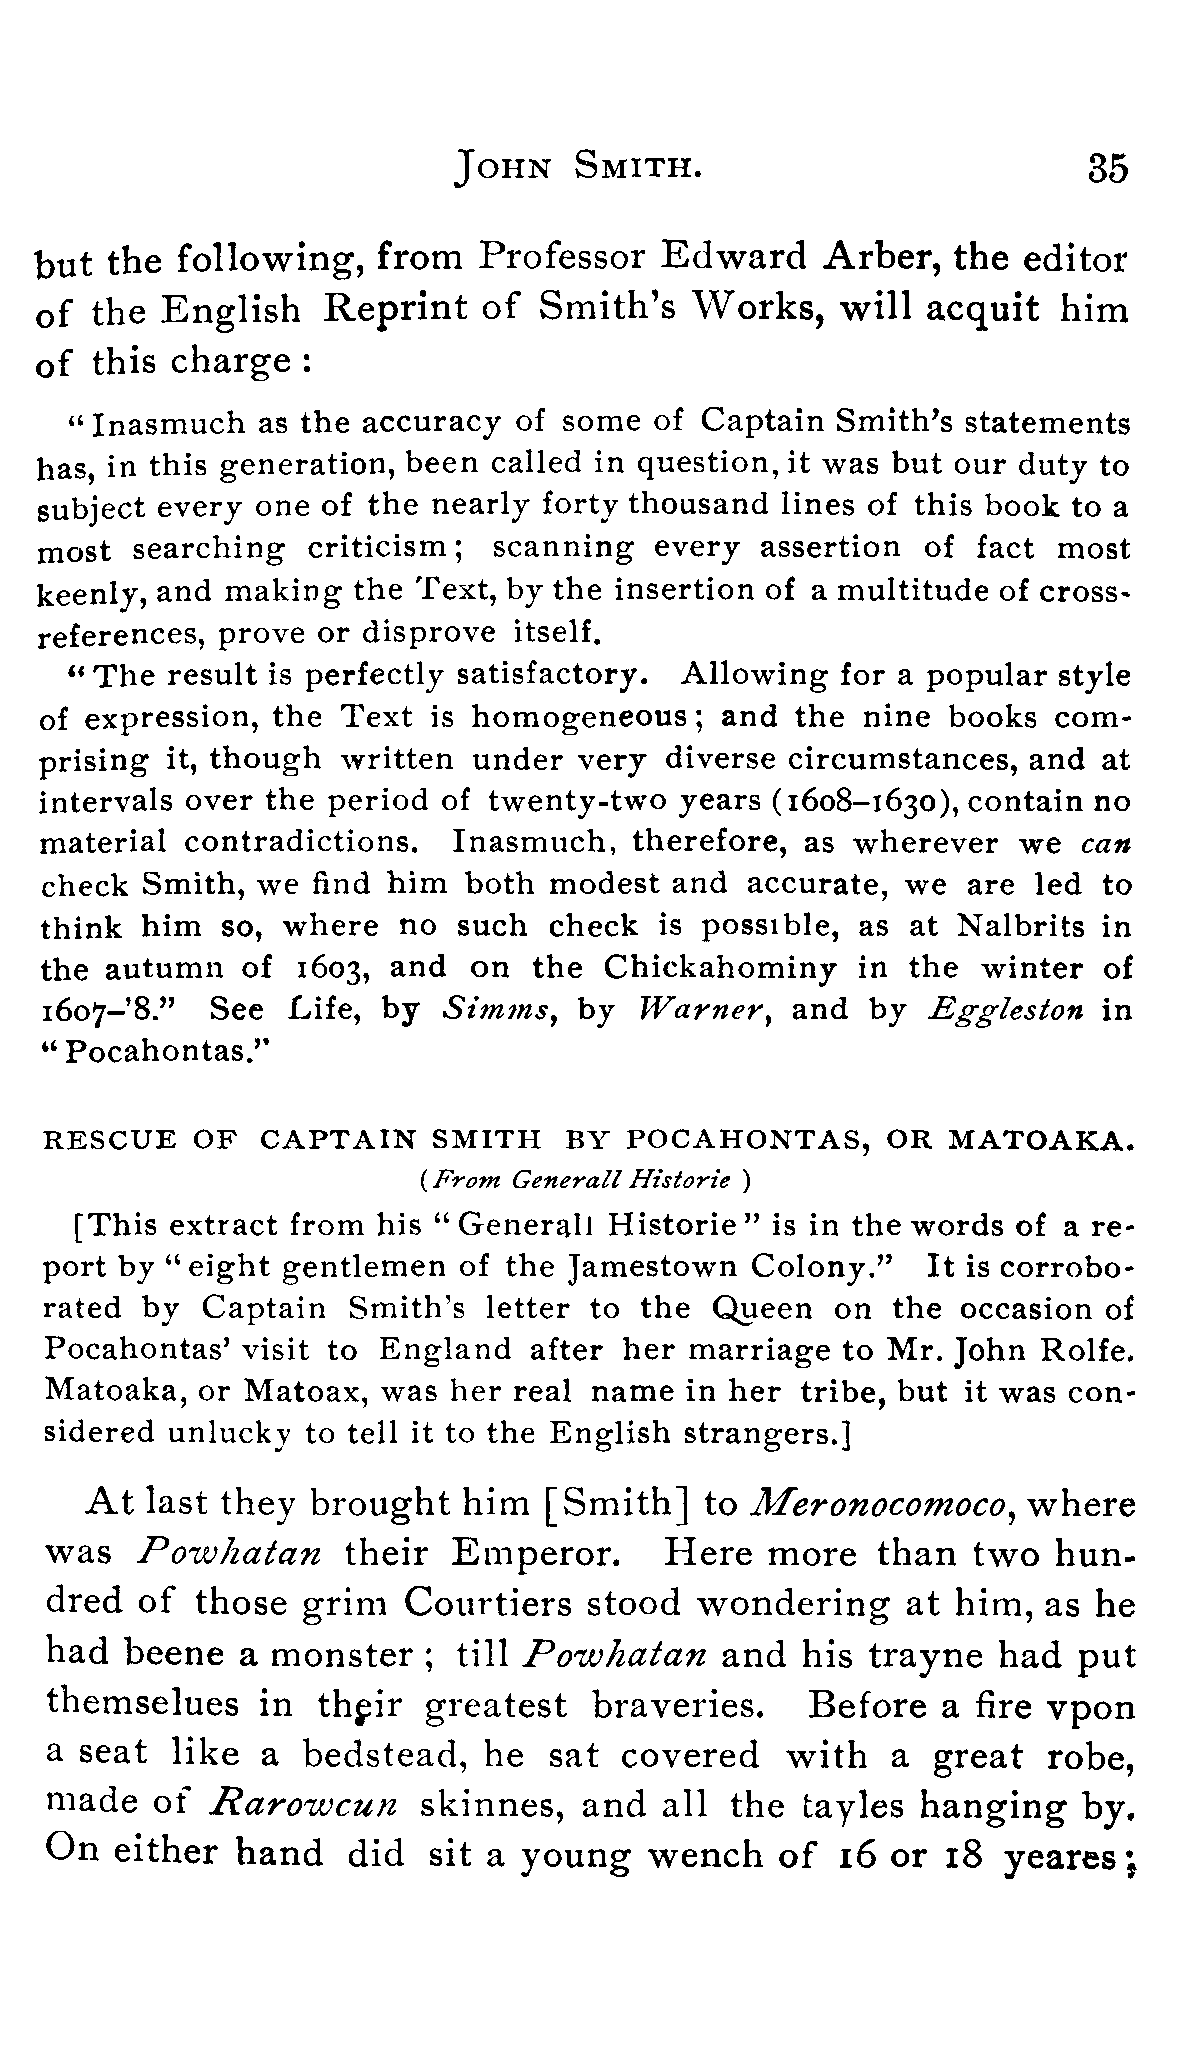 John Smith. 35
but the following, from Professor Edward Arber, the editor
of the English Reprint of Smith's Works, will acquit him
of this charge :
“ Inasmuch as the accuracy of some of Captain Smith's statements
has, in this generation, been called in question, it was but our duty to
subject every one of the nearly forty thousand lines of this book to a
most searching criticism ; scanning every assertion of fact most
keenly, and making the Text, by the insertion of a multitude of cross-
references, prove or disprove itself.
“ The result is perfectly satisfactory. Allowing for a popular style
of expression, the Text is homogeneous ; and the nine books com-
prising it, though written under very diverse circumstances, and at
intervals over the period of twenty-two years (1608–1630), contain no
material contradictions. Inasmuch, therefore, as wherever we can
check Smith, we find him both modest and accurate, we are led to
think him so, where no such check is possible, as at Nalbrits in
the autumn of 1603, and on the Chickahominy in the winter of
1607–'8.” See Life, by Simms, by Warner, and by Eggleston in
“ Pocahontas.”
RESCUE OF CAPTAIN SMITH BY POCAHONTAS, OR MATOAKA.
(From Generall Historie )
[This extract from his “ Generall Historie ” is in the words of a re-
port by “ eight gentlemen of the Jamestown Colony.” It is corrobo-
rated by Captain Smith's letter to the Queen on the occasion of
Pocahontas' visit to England after her marriage to Mr. John Rolfe.
Matoaka, or Matoax, was her real name in her tribe, but it was con-
sidered unlucky to tell it to the English strangers.]
At last they brought him [Smith] to Meronocomoco, where
was Powhatan their Emperor. Here more than two hun-
dred of those grim Courtiers stood wondering at him, as he
had beene a monster ; till Powhatan and his trayne had put
themselues in their greatest braveries. Before a fire vpon
a seat like a bedstead, he sat covered with a great robe,
made of Rarowcun skinnes, and all the tayles hanging by.
On either hand did sit a young wench of 16 or 18 yeares ;